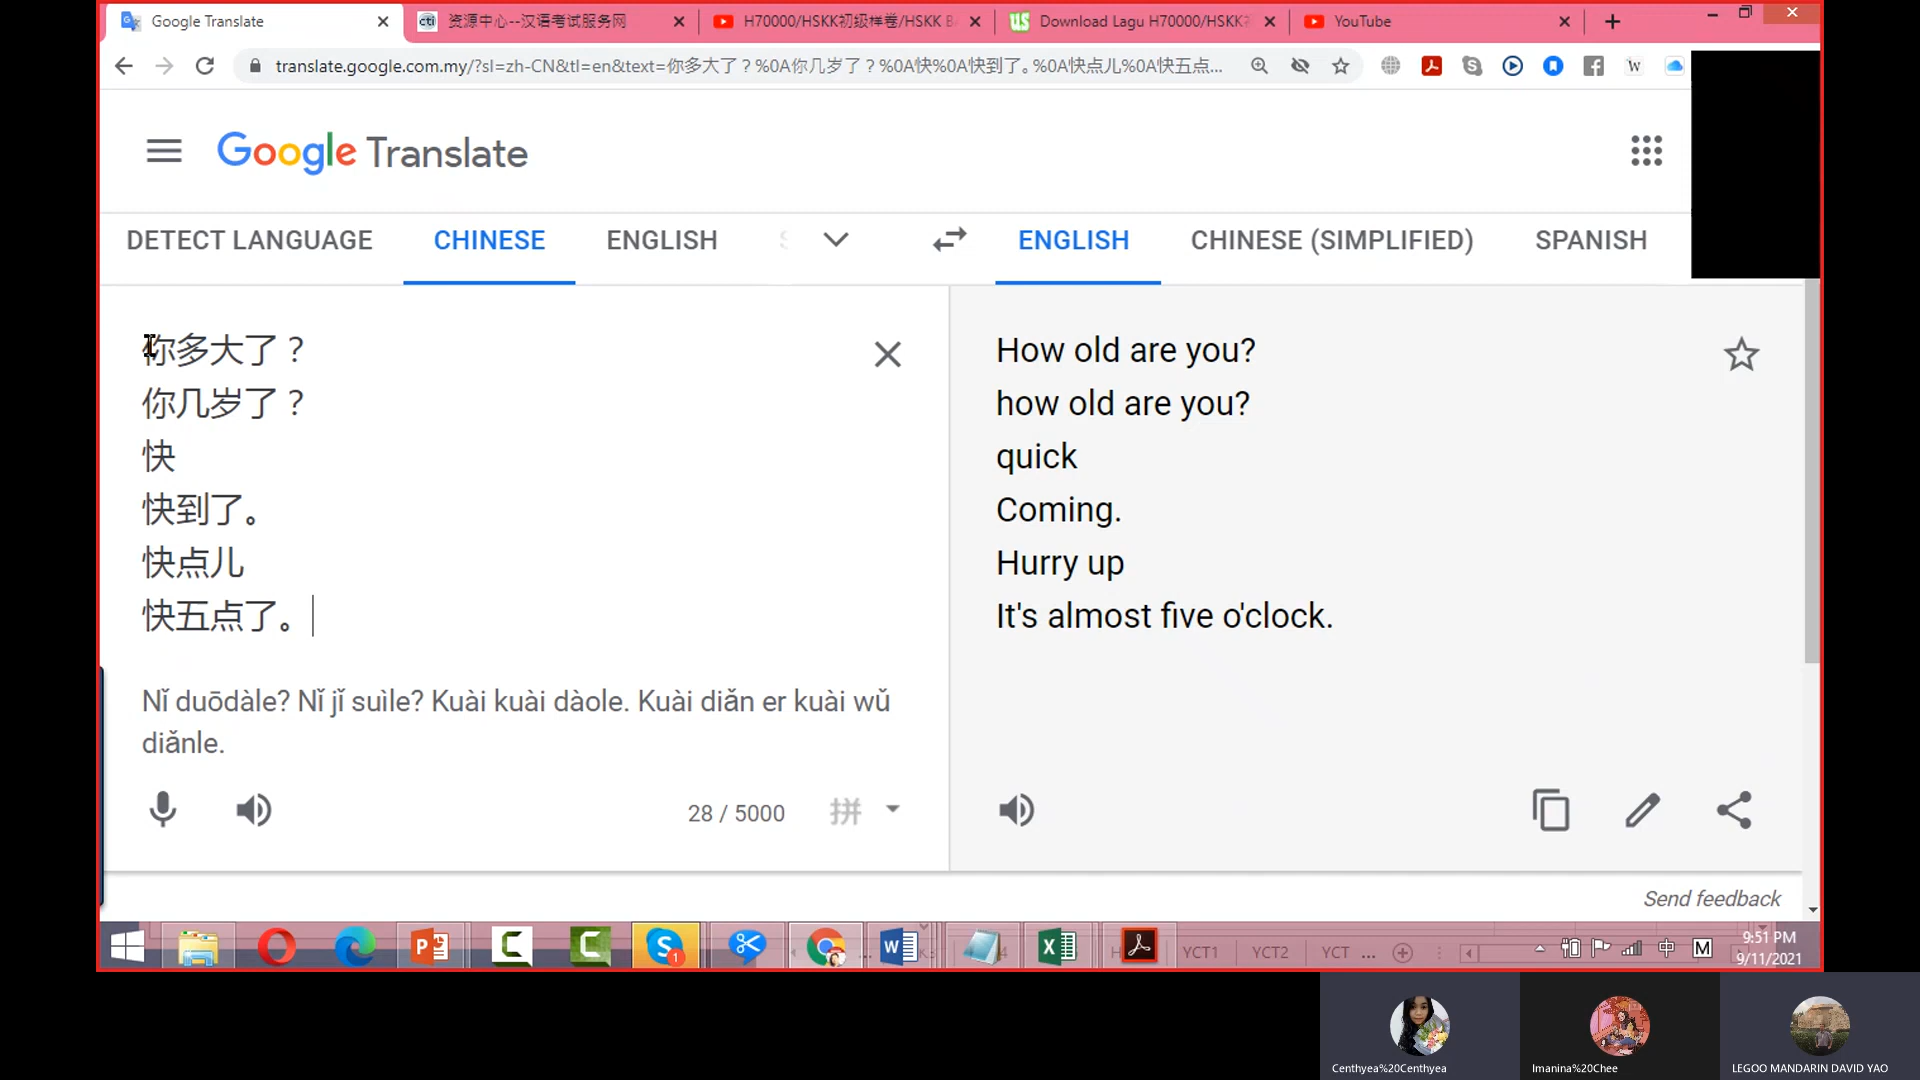 Google Translate
资源中心--汉语考试服务网
H70000/HSKK初级样卷/HSKK B
Download Lagu H70000/HSKK
YouTube
translate.google.com.my/?sl=zh-CN&tl=en&text=你多大了？%0A你几岁了？%0A快%0A快到了。%0A快点儿%0A快五点...
Google Translate
DETECT LANGUAGE
CHINESE
ENGLISH
ENGLISH
CHINESE (SIMPLIFIED)
SPANISH
你多大了？
你几岁了？
快
快到了。
快点儿
快五点了。
Nǐ duōdàle? Nǐ jǐ suìle? Kuài kuài dàole. Kuài diǎn er kuài wǔ
diǎnle.
28 / 5000
拼
How old are you?
how old are you?
quick
Coming.
Hurry up
It's almost five o'clock.
Send feedback
YCT1
YCT2
YCT ...
中
M
9:51 PM
9/11/2021
Centhyea%20Centhyea
Imanina%20Chee
LEGOO MANDARIN DAVID YAO